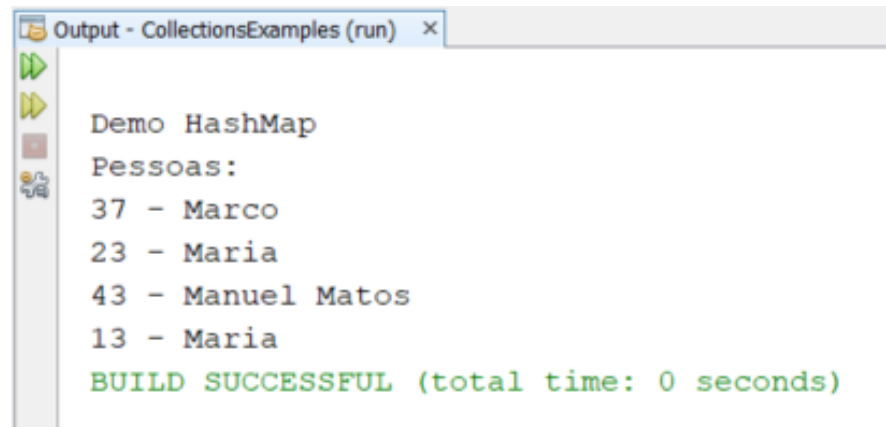 Output - CollectionsExamples (run) ×
Demo HashMap
Pessoas:
37 - Marco
23 - Maria
43 - Manuel Matos
13 - Maria
BUILD SUCCESSFUL (total time: 0 seconds)